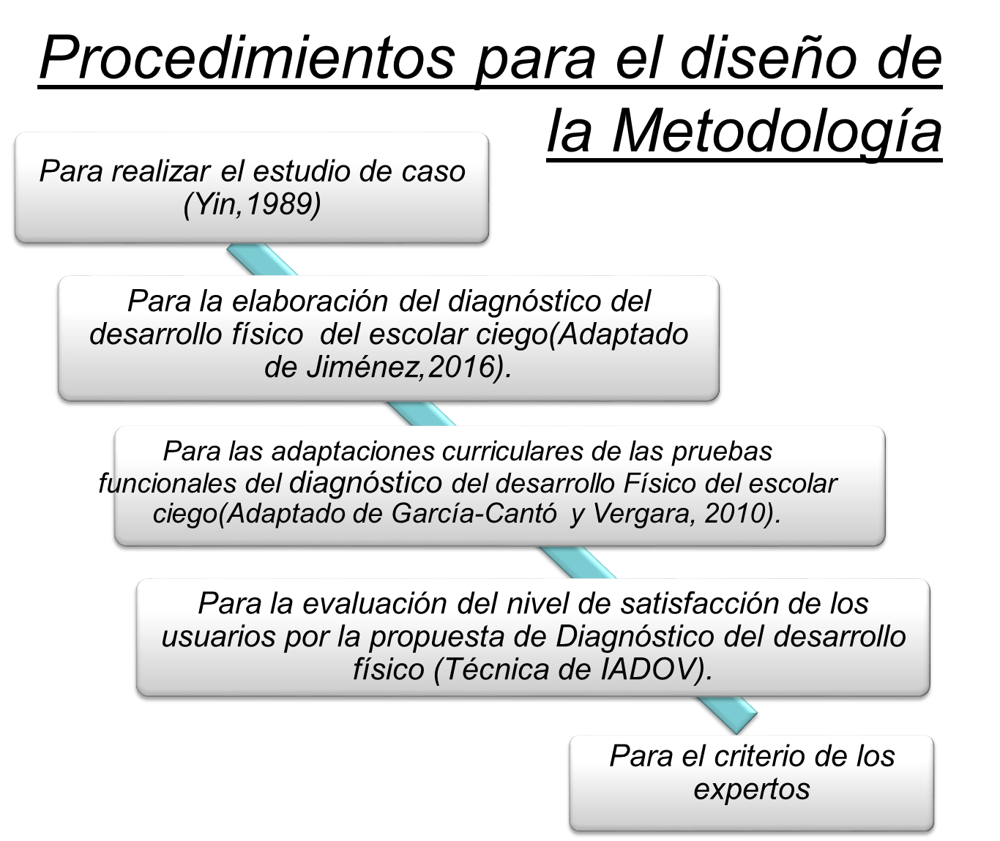 Procedimientos para el diseño de
la Metodología
Para realizar el estudio de caso
(Yin,1989)
Para la elaboración del diagnóstico del
desarrollo físico  del escolar ciego(Adaptado
de Jiménez,2016).
Para las adaptaciones curriculares de las pruebas
funcionales del diagnóstico del desarrollo Físico del escolar
ciego(Adaptado de García-Cantó  y Vergara, 2010).
Para la evaluación del nivel de satisfacción de los
usuarios por la propuesta de Diagnóstico del desarrollo
físico (Técnica de IADOV).
Para el criterio de los
expertos